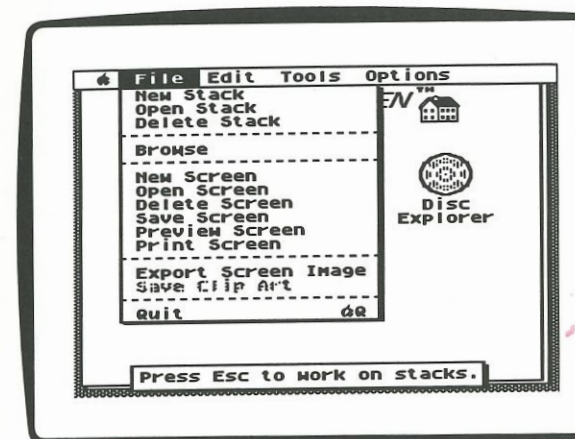 File Edit Tools Options
New Stack
Open Stack
Delete Stack
EN™
Browse
New Screen
Open Screen
Delete Screen
Save Screen
Preview Screen
Print Screen
Disc
Explorer
Export Screen Image
Save Clip Art
Quit Q
Press Esc to work on stacks.